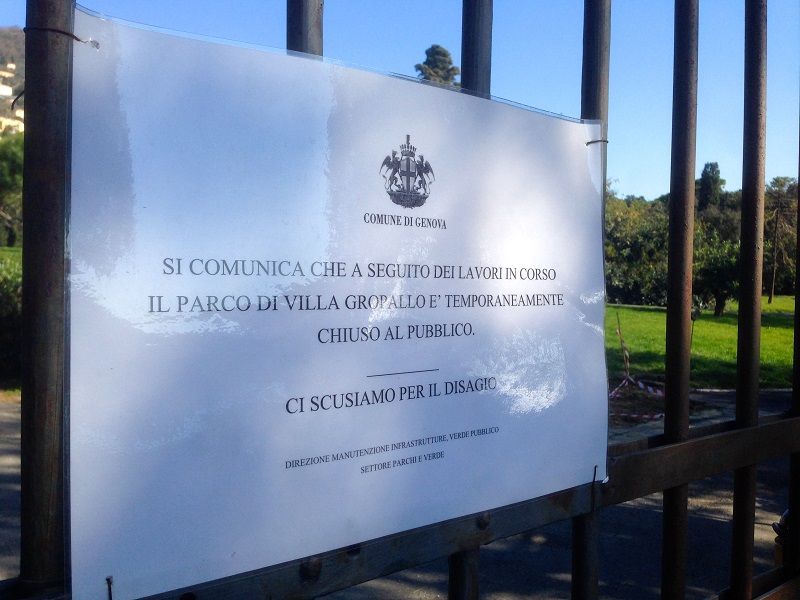 COMUNE DI GENOVA
SI COMUNICA CHE A SEGUITO DEI LAVORI IN CORSO
IL PARCO DI VILLA GROPALLO E’ TEMPORANEAMENTE
CHIUSO AL PUBBLICO.
CI SCUSIAMO PER IL DISAGIO
DIREZIONE MANUTENZIONE INFRASTRUTTURE, VERDE PUBBLICO
SETTORE PARCHI E VERDE